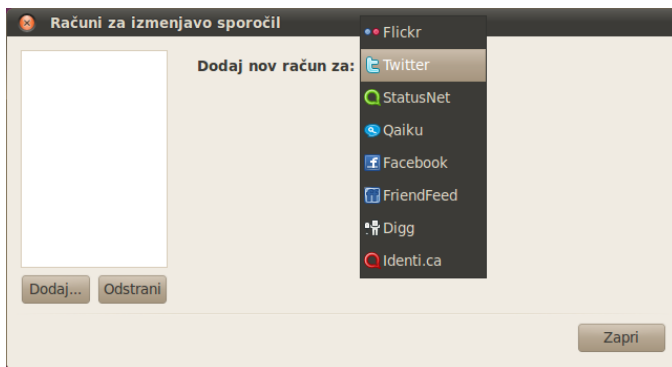 Računi za izmenjavo sporočil
Dodaj nov račun za:
Flickr
Twitter
StatusNet
Qaiku
Facebook
FriendFeed
Digg
Identi.ca
Dodaj...
Odstrani
Zapri